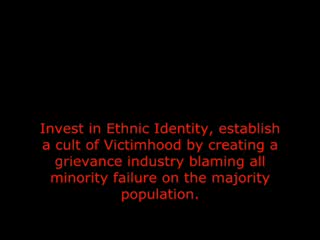 Invest in Ethnic Identity, establish
a cult of Victimhood by creating a
grievance industry blaming all
minority failure on the majority
population.